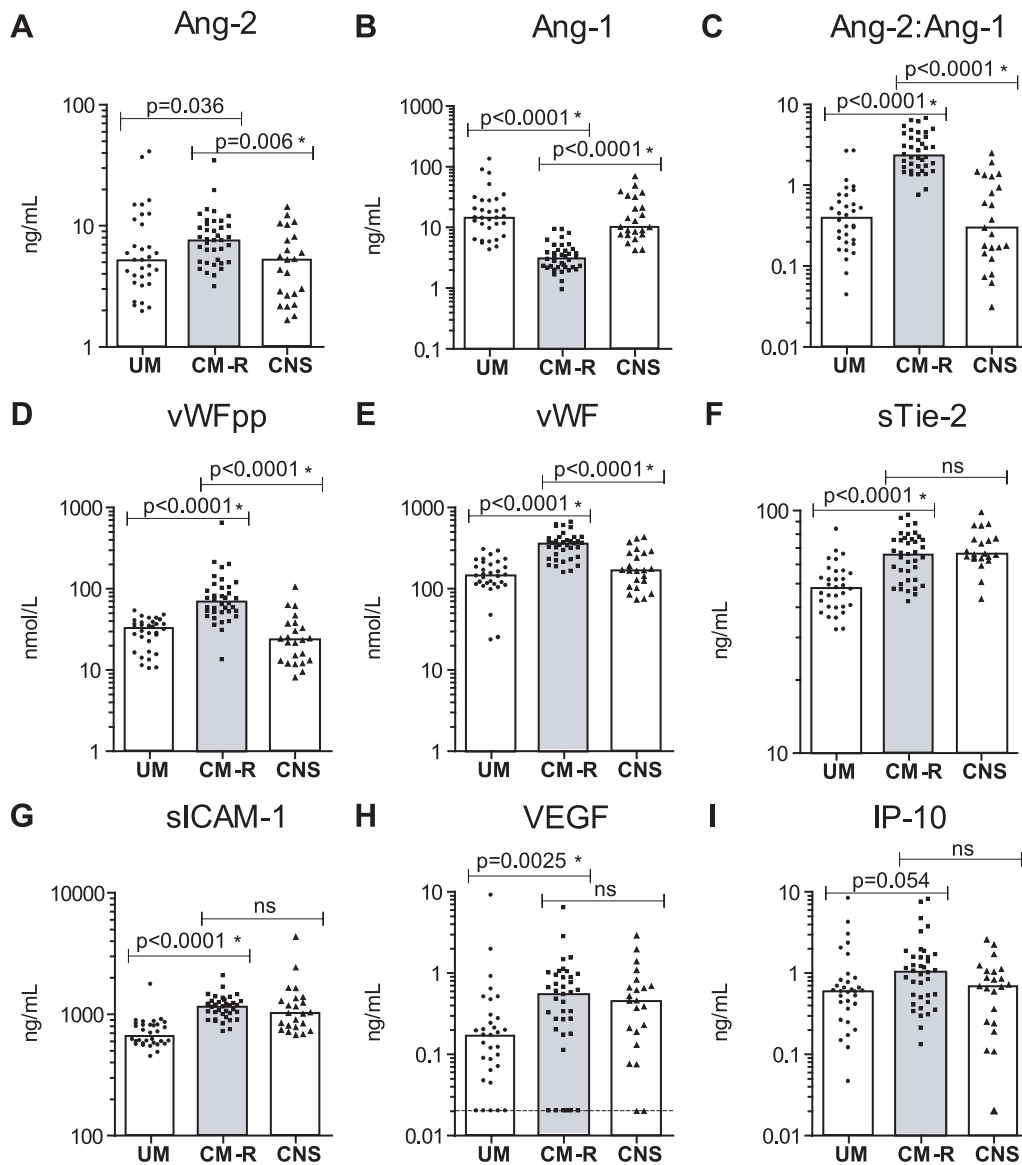 A Ang-2
100
10
1
ng/mL
p=0.036
p=0.006 *
UM CM-R CNS
B Ang-1
1000
100
10
1
0.1
ng/mL
p<0.0001 *
p<0.0001 *
UM CM-R CNS
C Ang-2:Ang-1
10
1
0.1
0.01
p<0.0001 *
p<0.0001 *
UM CM-R CNS
D vWFpp
1000
100
10
1
nmol/L
p<0.0001 *
p<0.0001 *
UM CM-R CNS
E vWF
1000
100
10
1
nmol/L
p<0.0001 *
p<0.0001 *
UM CM-R CNS
F sTie-2
100
10
ng/mL
ns
p<0.0001 *
UM CM-R CNS
G sICAM-1
10000
1000
100
ng/mL
ns
p<0.0001 *
UM CM-R CNS
H VEGF
10
1
0.1
0.01
ng/mL
p=0.0025 *
ns
UM CM-R CNS
I IP-10
10
1
0.1
0.01
ng/mL
ns
p=0.054
UM CM-R CNS